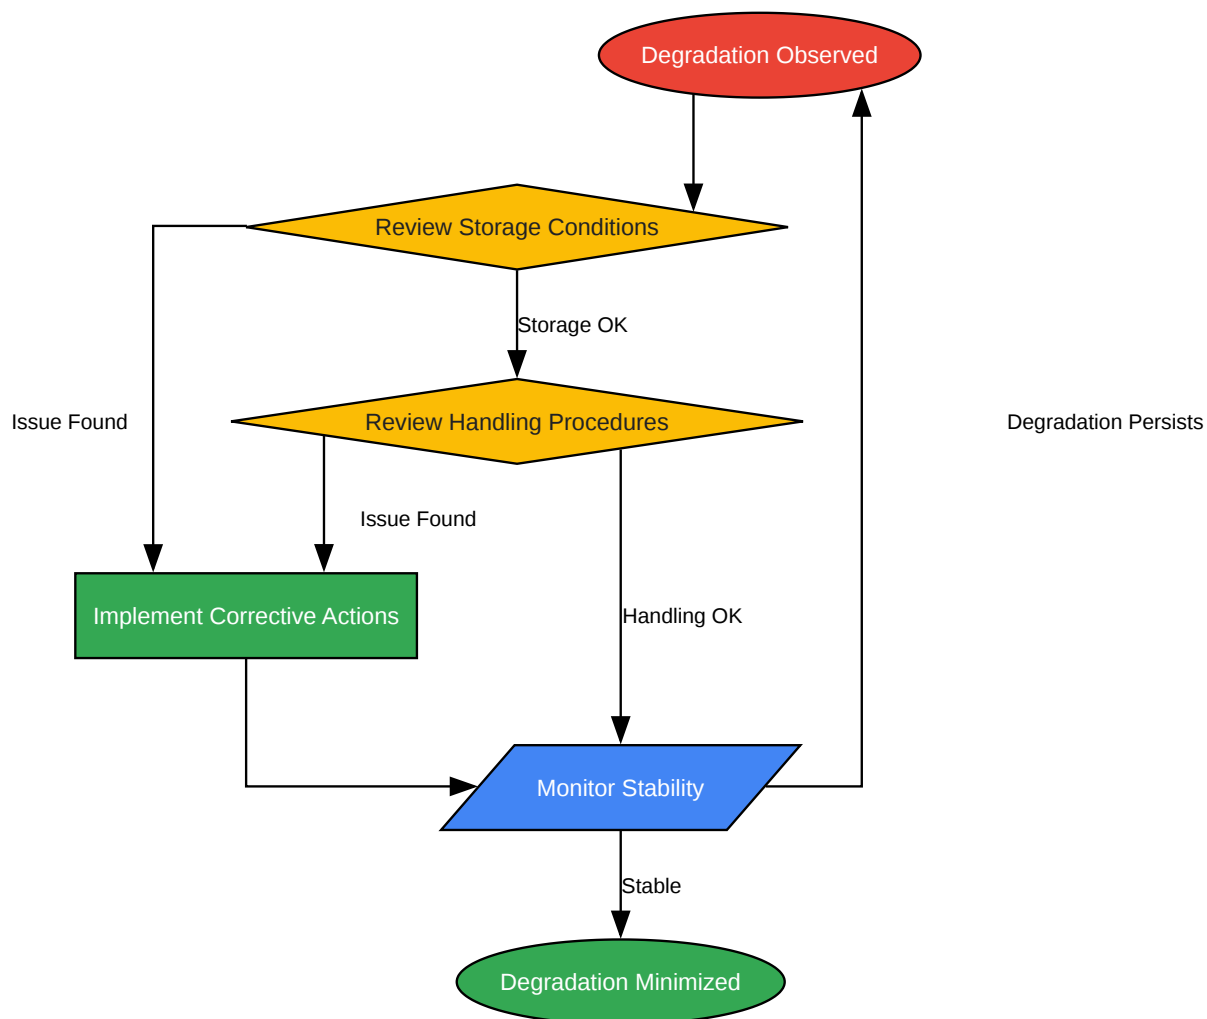 Degradation Observed
Review Storage Conditions
Storage OK
Issue Found
Review Handling Procedures
Degradation Persists
Issue Found
Implement Corrective Actions
Handling OK
Monitor Stability
Stable
Degradation Minimized